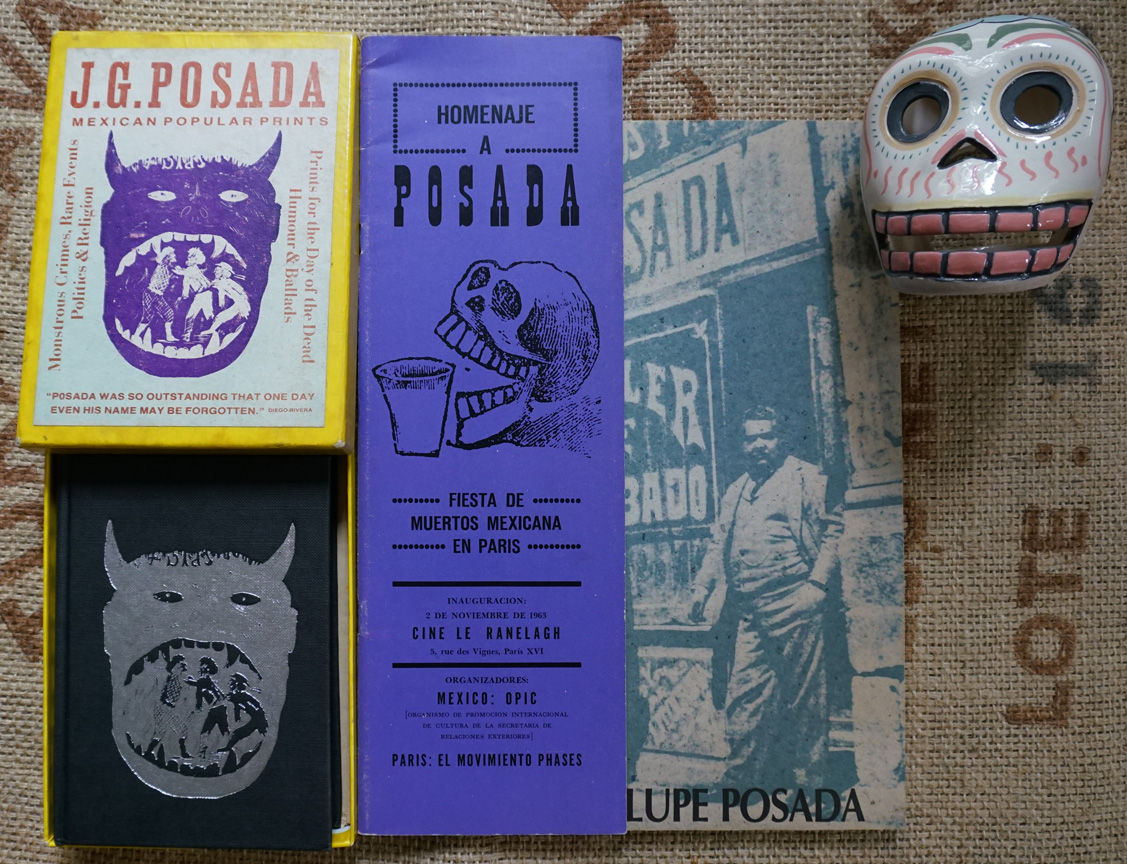 J.G.POSADA
MEXICAN POPULAR PRINTS
Monstrous Crimes, Rare Events
Politics & Religion
Prints for the Day of the Dead
Humour & Ballads
"POSADA WAS SO OUTSTANDING THAT ONE DAY
EVEN HIS NAME MAY BE FORGOTTEN." DIEGO-RIVERA
HOMENAJE
A
POSADA
FIESTA DE
MUERTOS MEXICANA
EN PARIS
INAUGURACION:
2 DE NOVIEMBRE DE 1963
CINE LE RANELAGH
5, rue des Vignes, París XVI
ORGANIZADORES:
MEXICO: OPIC
[ORGANISMO DE PROMOCION INTERNACIONAL
DE CULTURA DE LA SECRETARIA DE
RELACIONES EXTERIORES]
PARIS: EL MOVIMIENTO PHASES
SADA
LER
BADO
LUPE POSADA
LOTE: 18